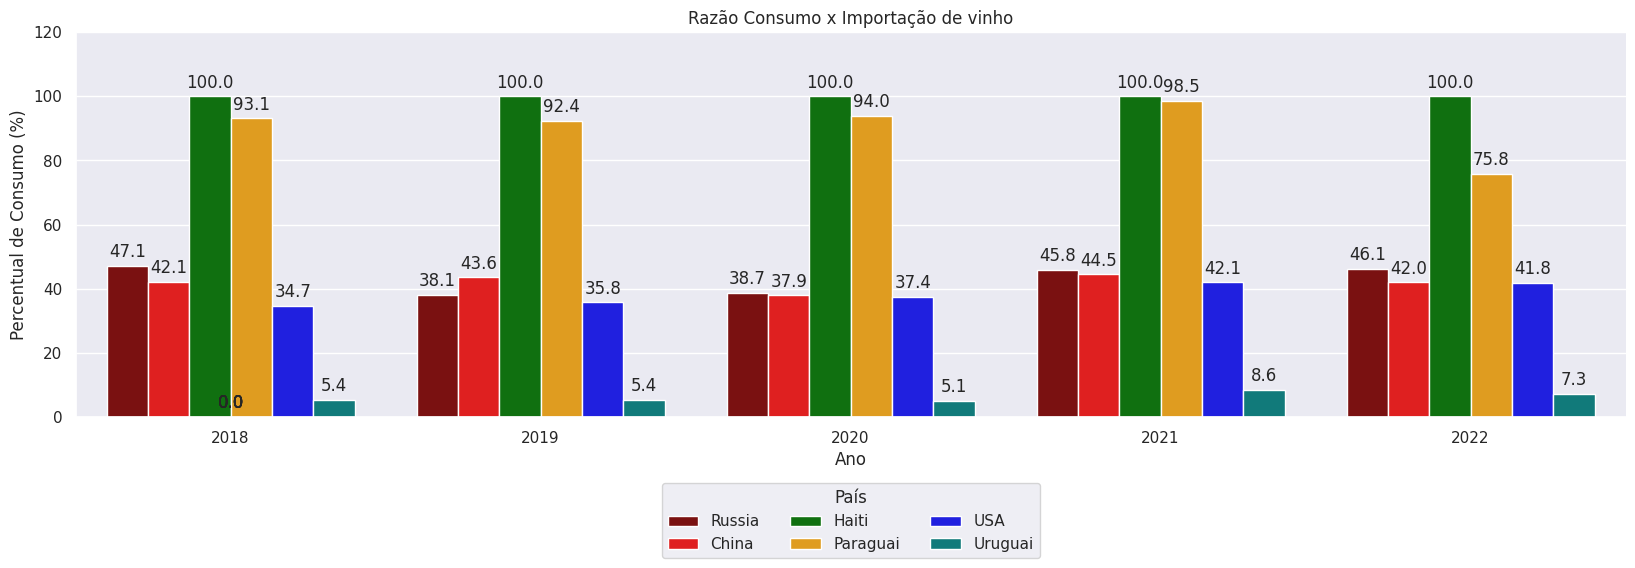 Razão Consumo x Importação de vinho
Percentual de Consumo (%)
120
100
80
60
40
20
0
47.1 42.1 100.0 93.1 34.7 5.4
0.0
38.1 43.6 100.0 92.4 35.8 5.4
38.7 37.9 100.0 94.0 37.4 5.1
45.8 44.5 100.0 98.5 42.1 8.6
46.1 42.0 100.0 75.8 41.8 7.3
2018 2019 2020 2021 2022
Ano
País
Russia Haiti USA
China Paraguai Uruguai